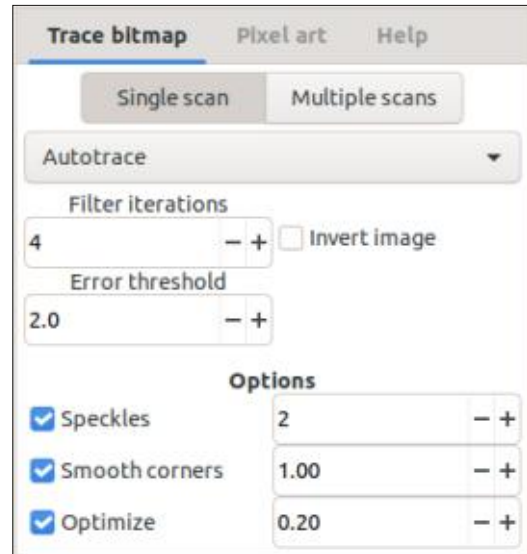 Trace bitmap Pixel art Help
Single scan Multiple scans
Autotrace
Filter iterations
4 − + Invert image
Error threshold
2.0 − +
Options
Speckles 2 − +
Smooth corners 1.00 − +
Optimize 0.20 − +